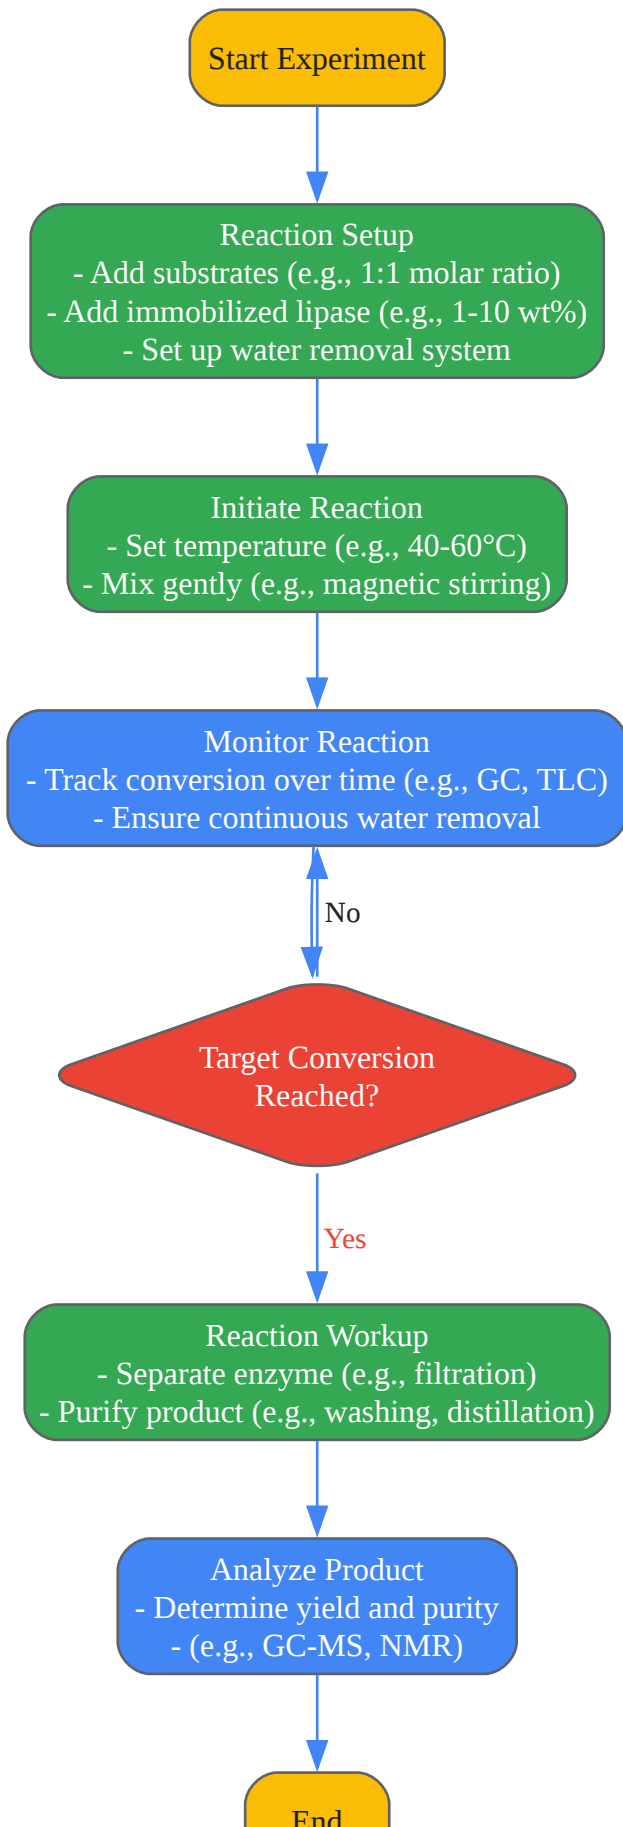 Start Experiment
Reaction Setup
- Add substrates (e.g., 1:1 molar ratio)
- Add immobilized lipase (e.g., 1-10 wt%)
- Set up water removal system
Initiate Reaction
- Set temperature (e.g., 40-60°C)
- Mix gently (e.g., magnetic stirring)
Monitor Reaction
- Track conversion over time (e.g., GC, TLC)
- Ensure continuous water removal
No
Target Conversion
Reached?
Yes
Reaction Workup
- Separate enzyme (e.g., filtration)
- Purify product (e.g., washing, distillation)
Analyze Product
- Determine yield and purity
- (e.g., GC-MS, NMR)
End